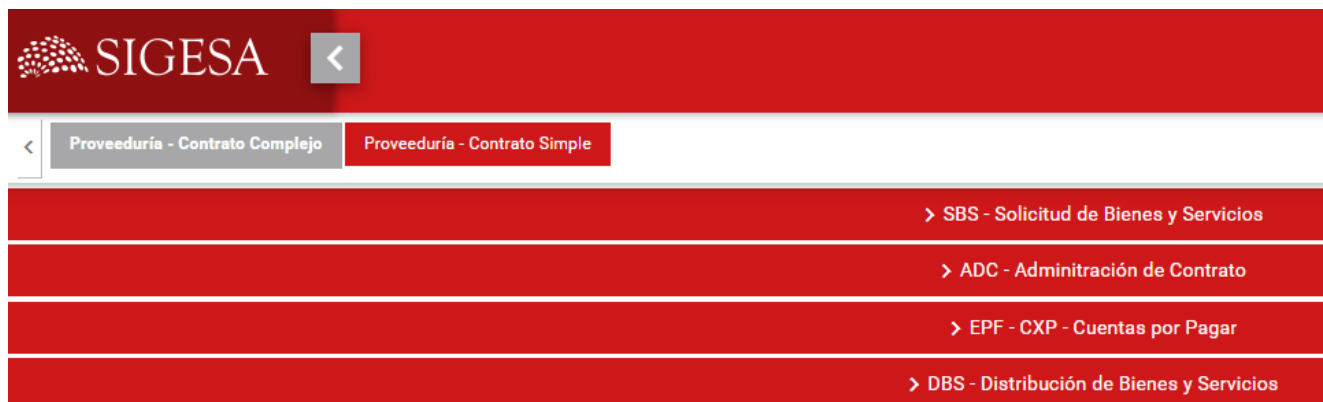 SIGESA
Proveeduría - Contrato Complejo
Proveeduría - Contrato Simple
SBS - Solicitud de Bienes y Servicios
ADC - Adminitración de Contrato
EPF - CXP - Cuentas por Pagar
DBS - Distribución de Bienes y Servicios